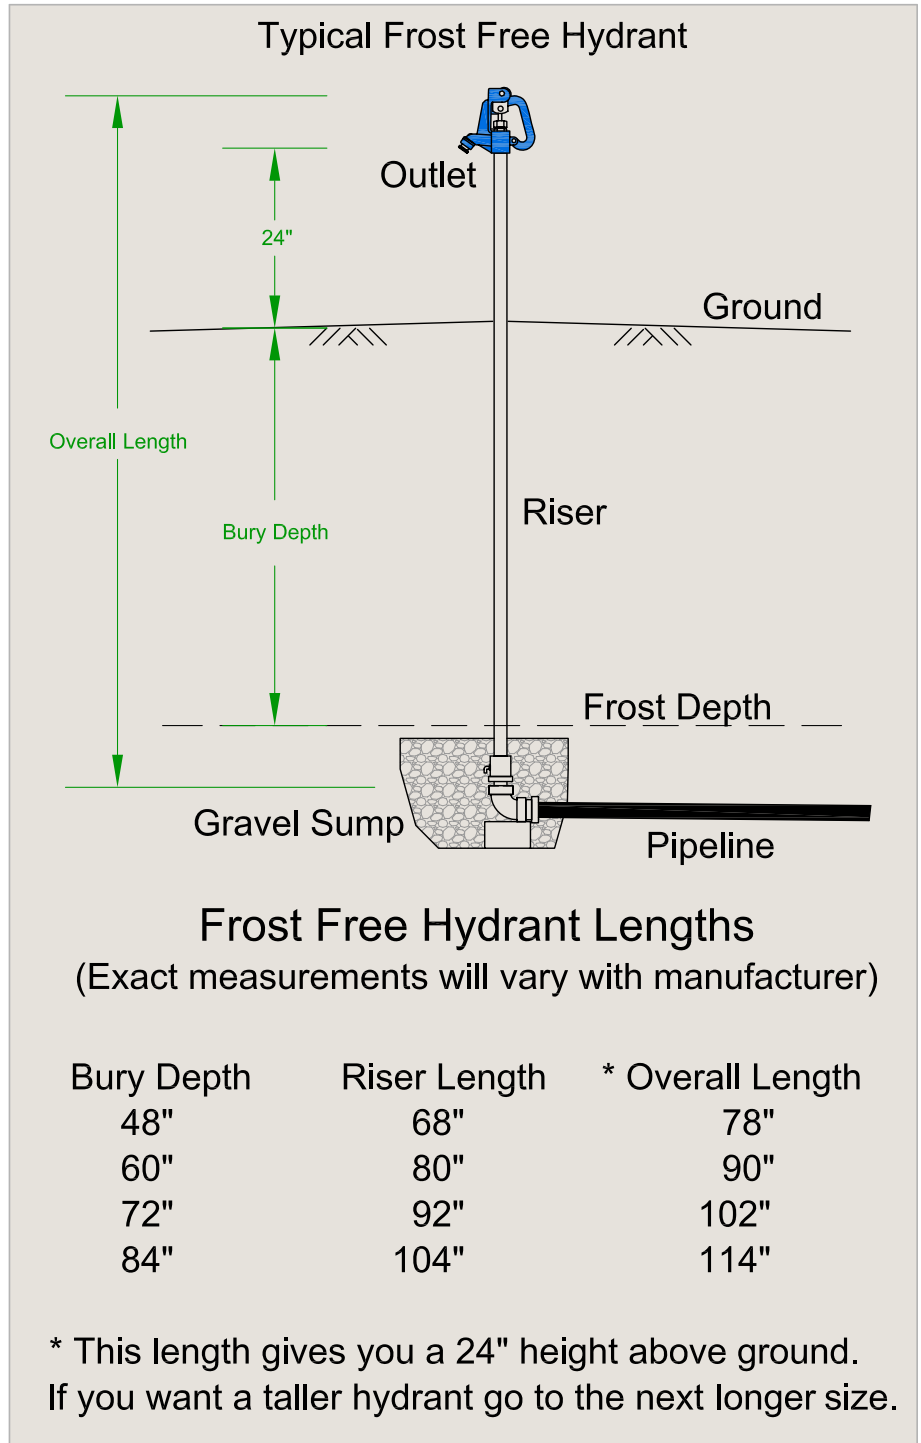 Typical Frost Free Hydrant
Outlet
24"
Ground
Overall Length
Riser
Bury Depth
Frost Depth
Gravel Sump
Pipeline
Frost Free Hydrant Lengths
(Exact measurements will vary with manufacturer)
Bury Depth Riser Length * Overall Length
48" 68" 78"
60" 80" 90"
72" 92" 102"
84" 104" 114"
* This length gives you a 24" height above ground.
If you want a taller hydrant go to the next longer size.